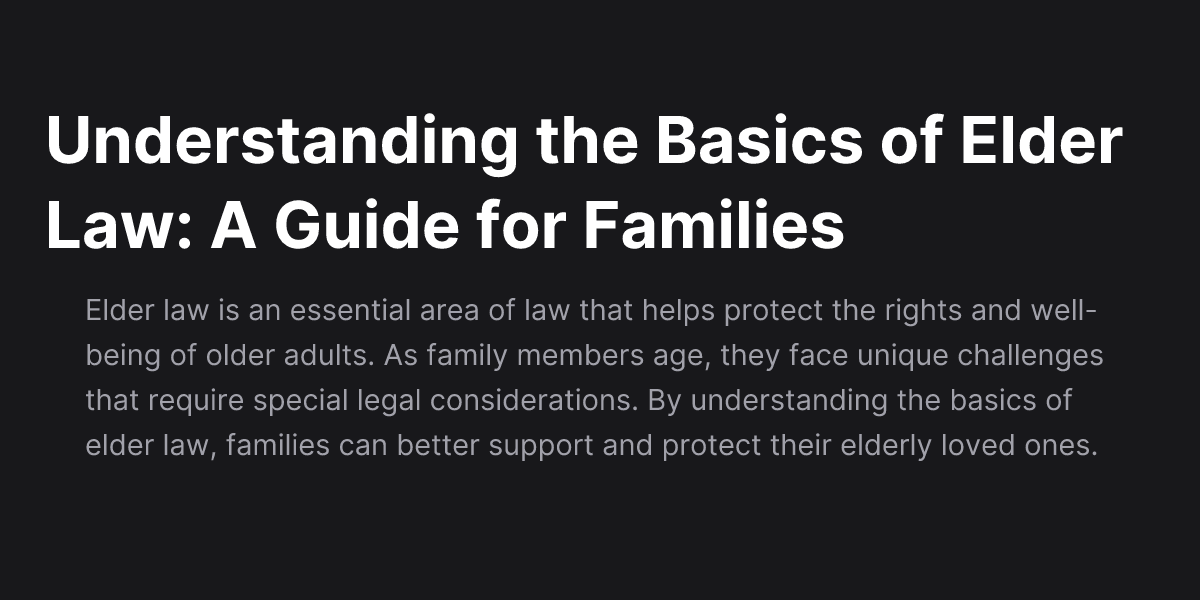 Understanding the Basics of Elder
Law: A Guide for Families
Elder law is an essential area of law that helps protect the rights and well-
being of older adults. As family members age, they face unique challenges
that require special legal considerations. By understanding the basics of
elder law, families can better support and protect their elderly loved ones.